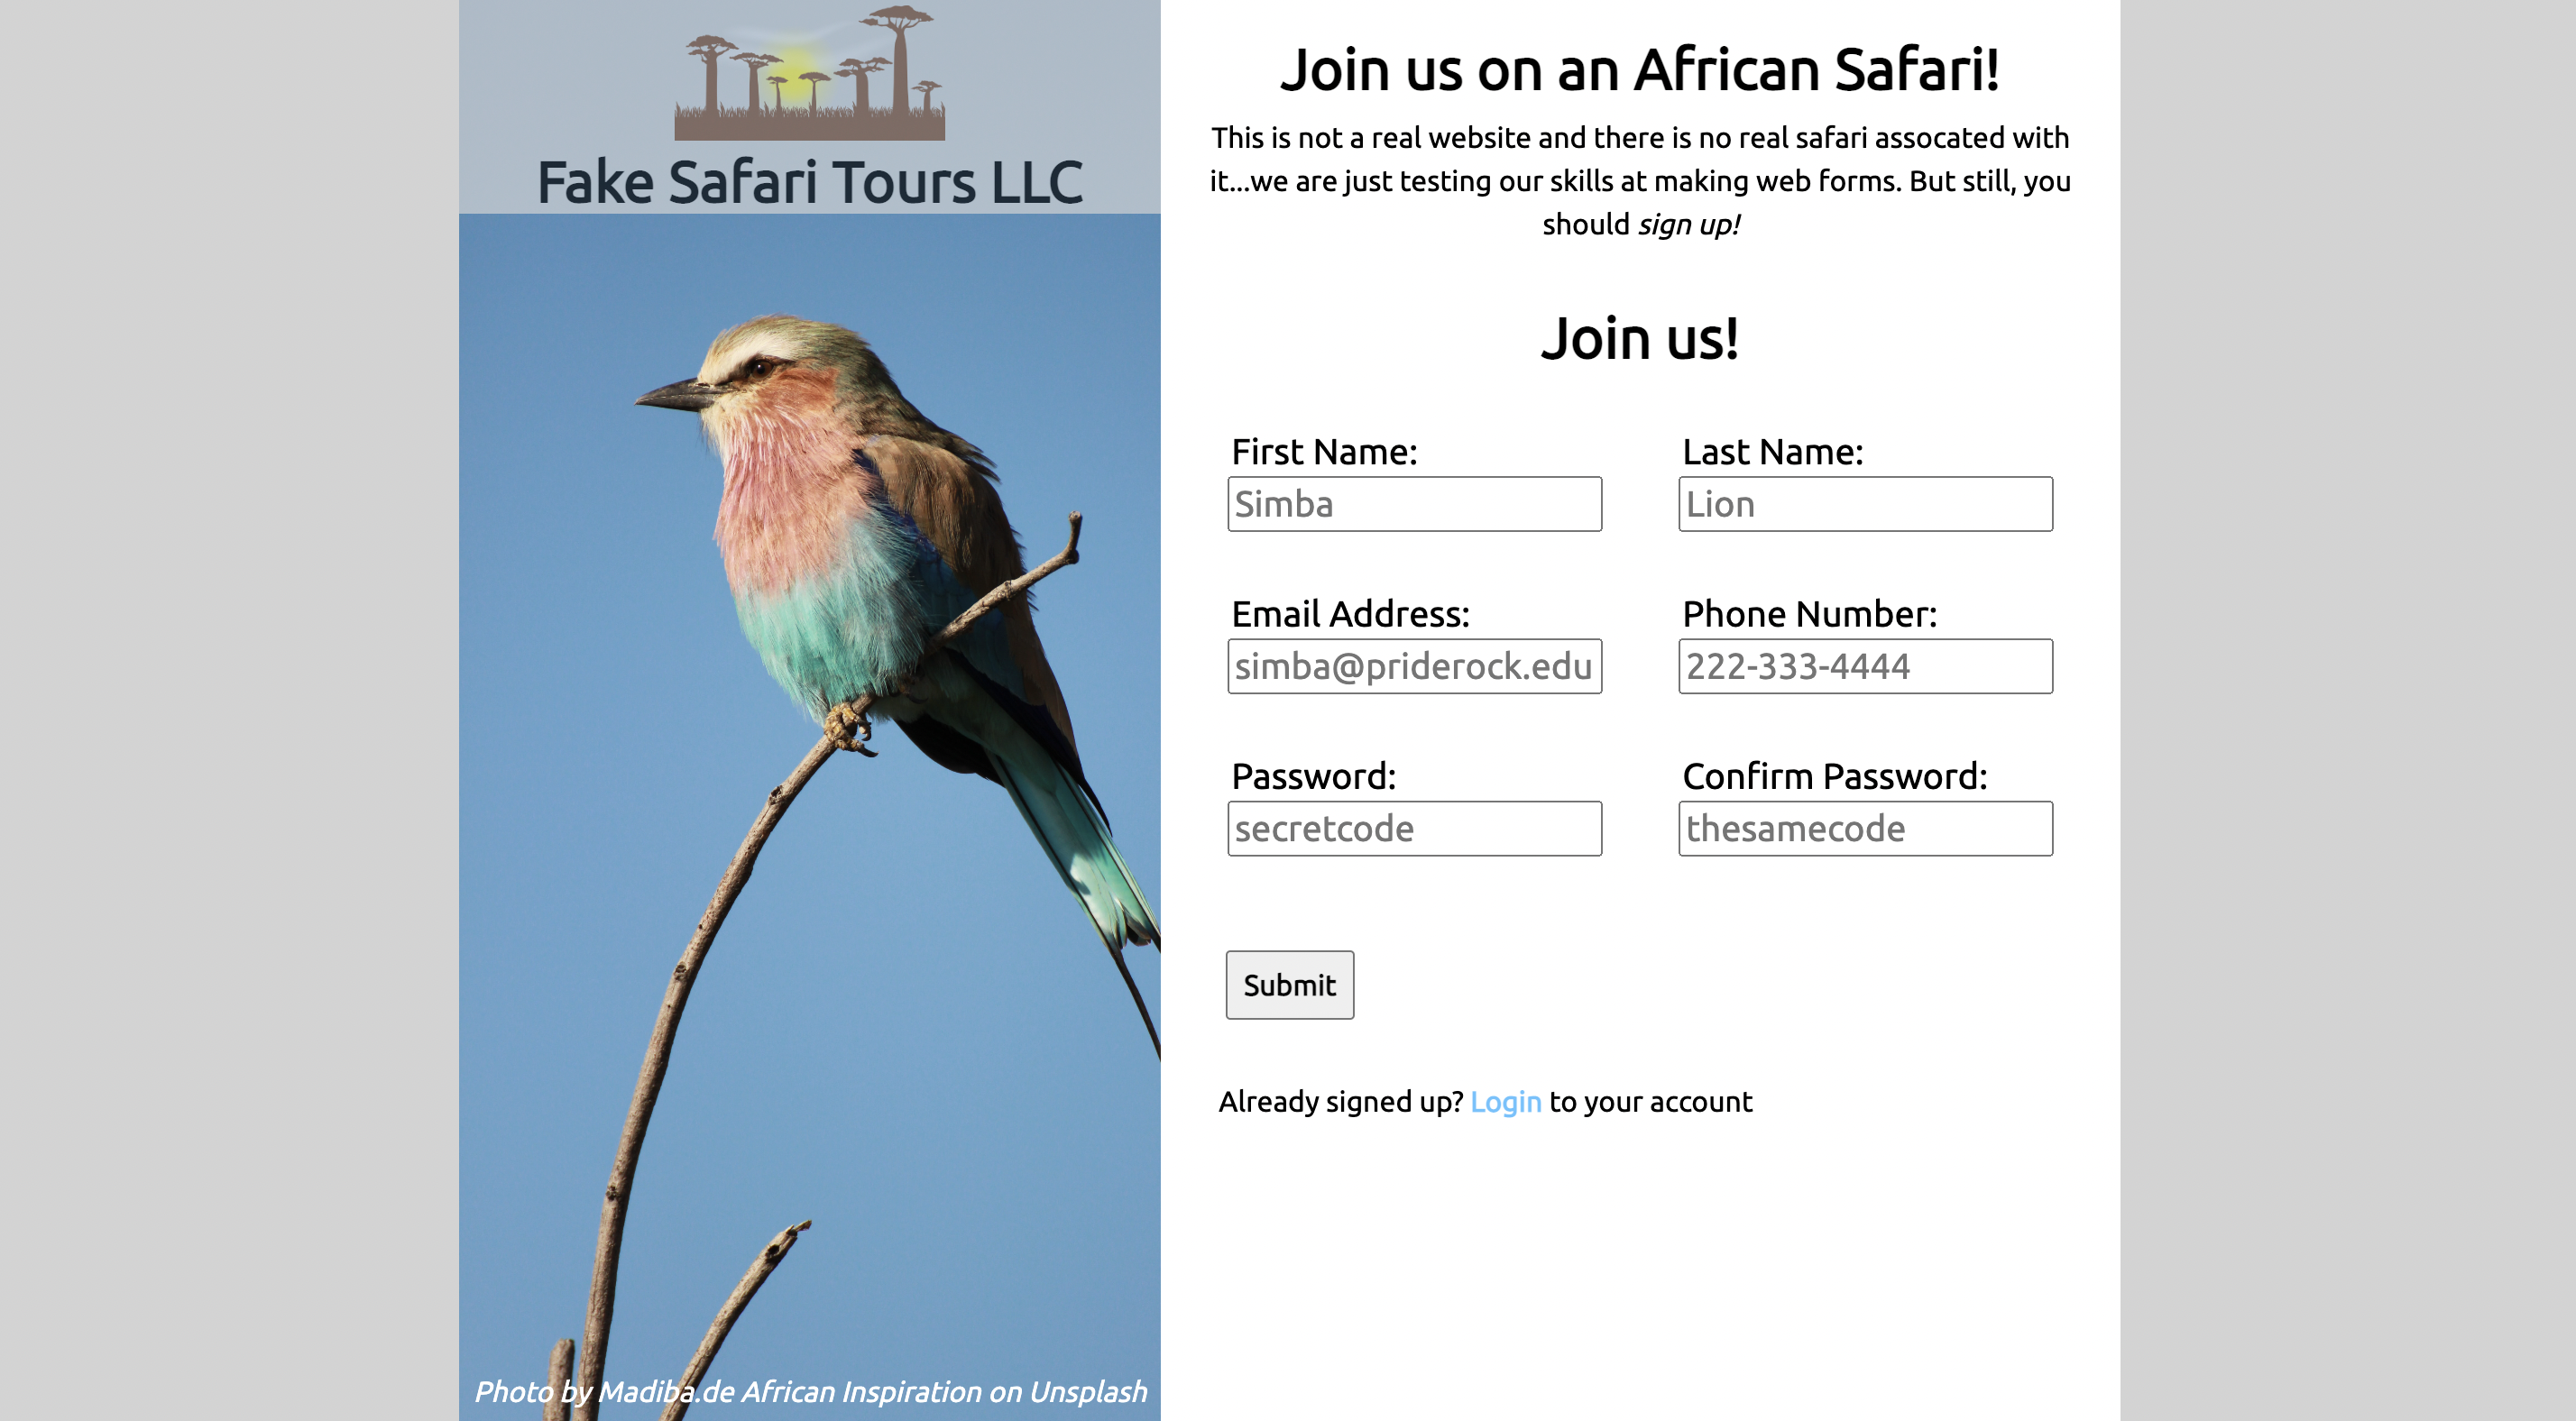 Fake Safari Tours LLC
Photo by Madiba.de African Inspiration on Unsplash
Join us on an African Safari!
This is not a real website and there is no real safari assocated with
it...we are just testing our skills at making web forms. But still, you
should sign up!
Join us!
First Name:
Simba
Last Name:
Lion
Email Address:
simba@priderock.edu
Phone Number:
222-333-4444
Password:
secretcode
Confirm Password:
thesamecode
Submit
Already signed up? Login to your account